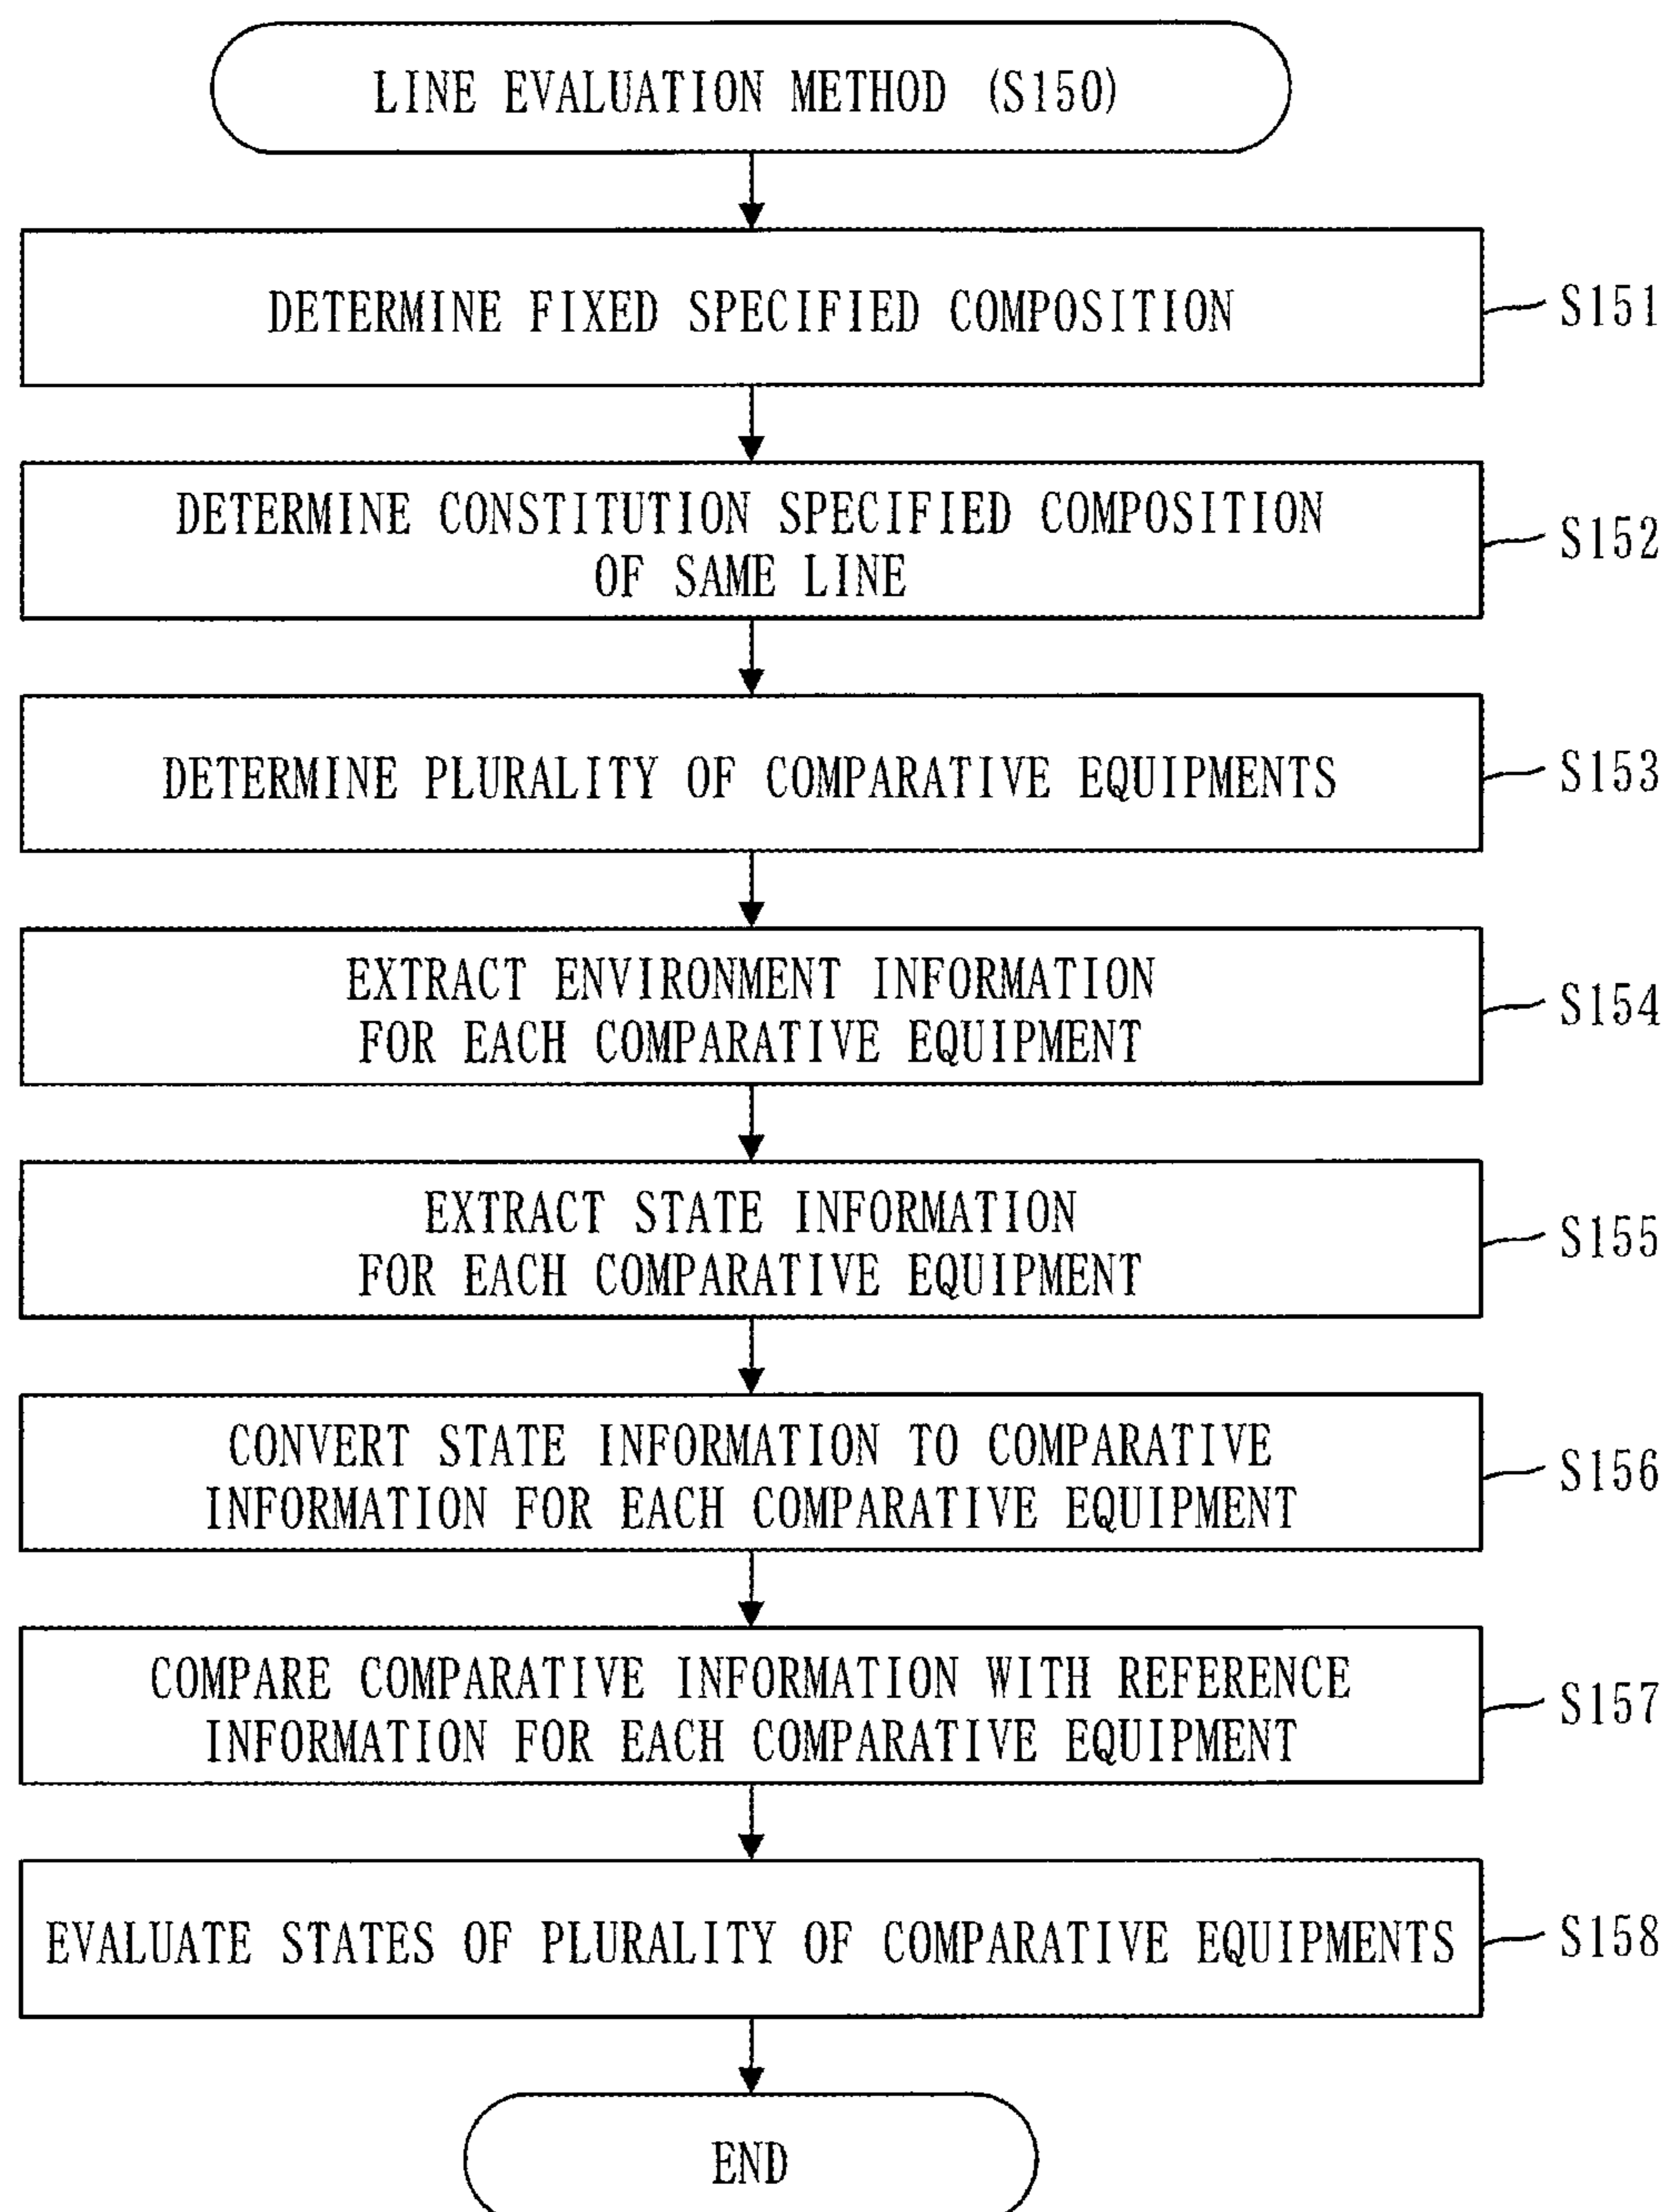 LINE EVALUATION METHOD (S150)
DETERMINE FIXED SPECIFIED COMPOSITION
S151
DETERMINE CONSTITUTION SPECIFIED COMPOSITION
OF SAME LINE
S152
DETERMINE PLURALITY OF COMPARATIVE EQUIPMENTS
S153
EXTRACT ENVIRONMENT INFORMATION
FOR EACH COMPARATIVE EQUIPMENT
S154
EXTRACT STATE INFORMATION
FOR EACH COMPARATIVE EQUIPMENT
S155
CONVERT STATE INFORMATION TO COMPARATIVE
INFORMATION FOR EACH COMPARATIVE EQUIPMENT
S156
COMPARE COMPARATIVE INFORMATION WITH REFERENCE
INFORMATION FOR EACH COMPARATIVE EQUIPMENT
S157
EVALUATE STATES OF PLURALITY OF COMPARATIVE EQUIPMENTS
S158
END